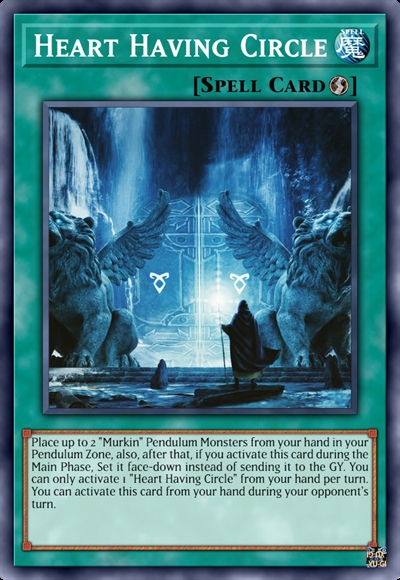 HEART HAVING CIRCLE
SPELL
魔
[SPELL CARD]
Place up to 2 "Murkin" Pendulum Monsters from your hand in your
Pendulum Zone, also, after that, if you activate this card during the
Main Phase, Set it face-down instead of sending it to the GY. You
can only activate 1 "Heart Having Circle" from your hand per turn.
You can activate this card from your hand during your opponent's
turn.